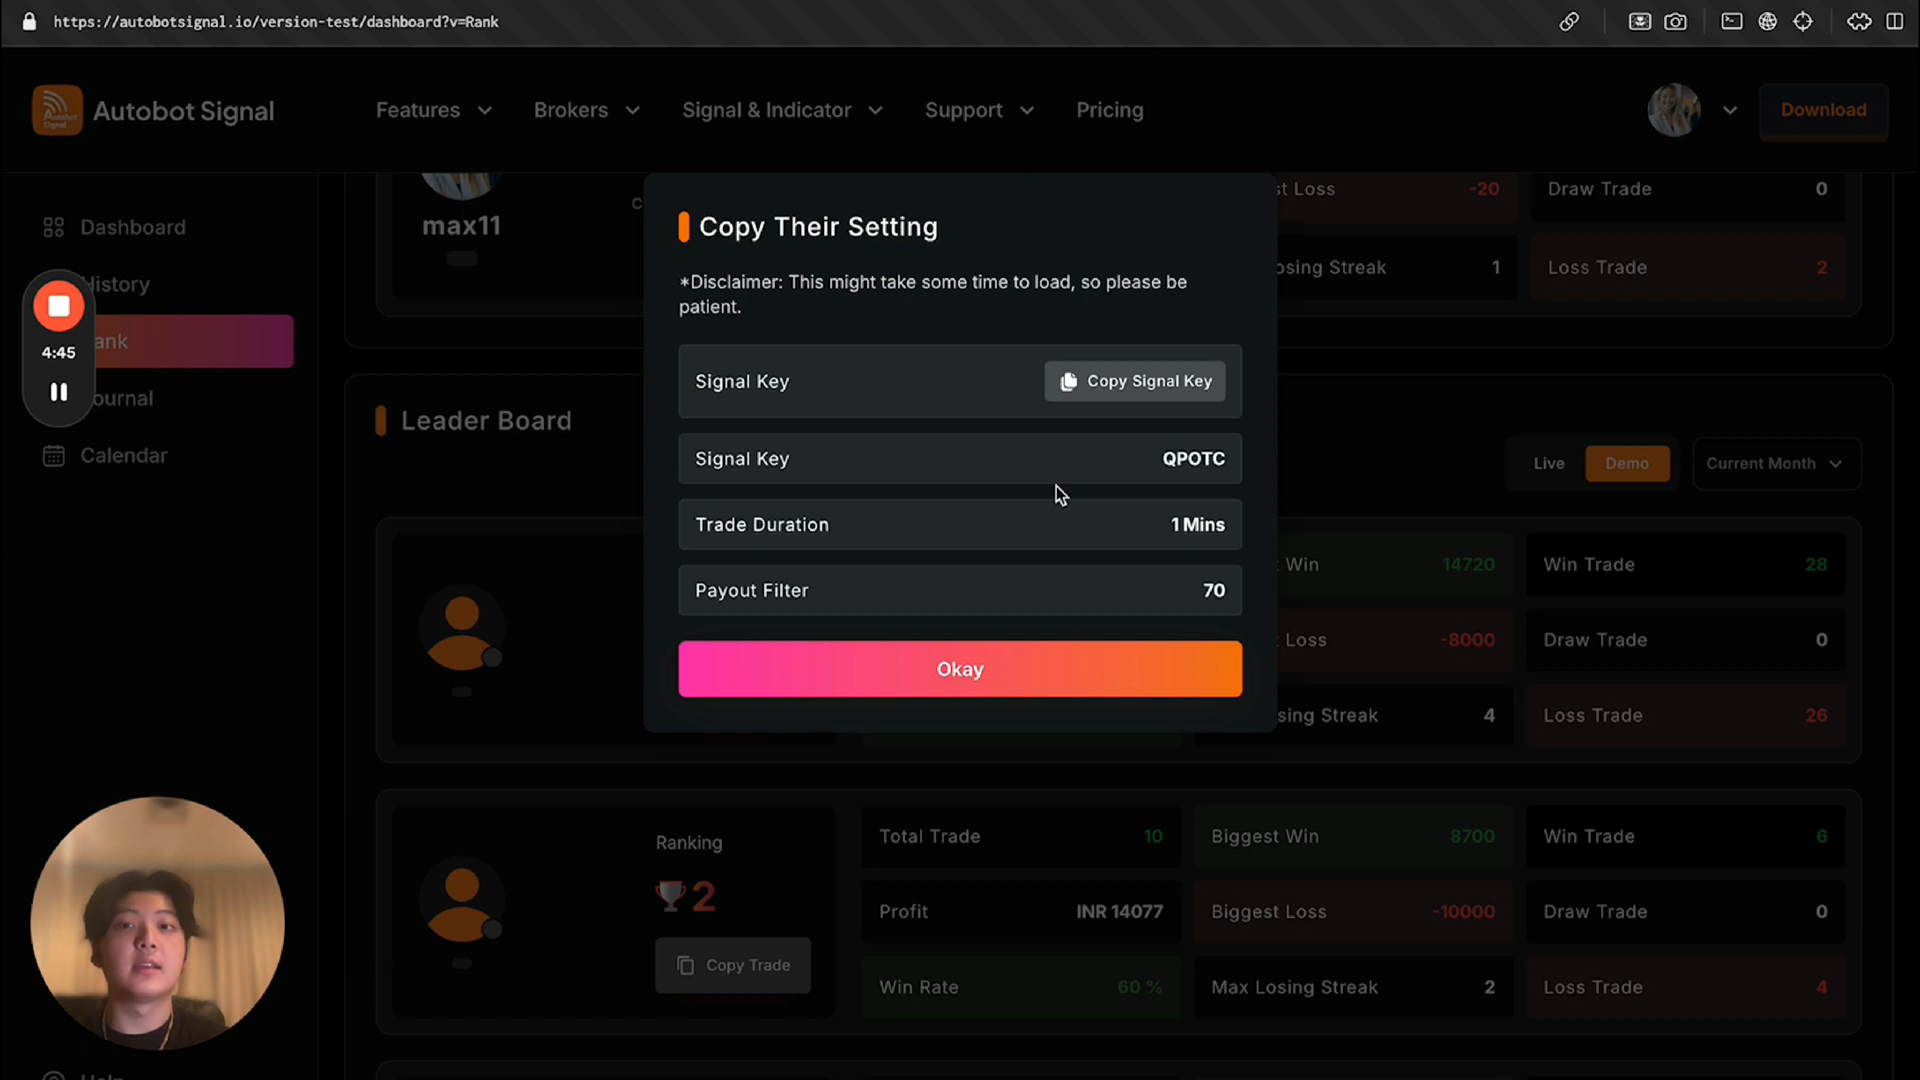 https://autobotsignal.io/version-test/dashboard?v=Rank
Autobot Signal
Features
Brokers
Signal & Indicator
Support
Pricing
Download
Dashboard
History
4:45
ank
ournal
Calendar
max11
st Loss -20
Draw Trade 0
osing Streak 1
Loss Trade 2
Leader Board
Live
Demo
Current Month
Copy Their Setting
*Disclaimer: This might take some time to load, so please be
patient.
Signal Key
Copy Signal Key
Signal Key QPOTC
Trade Duration 1 Mins
Payout Filter 70
Okay
Win 14720
Win Trade 28
Loss -8000
Draw Trade 0
sing Streak 4
Loss Trade 26
Ranking
2
Copy Trade
Total Trade 10
Biggest Win 8700
Win Trade 6
Profit INR 14077
Biggest Loss -10000
Draw Trade 0
Win Rate 60 %
Max Losing Streak 2
Loss Trade 4